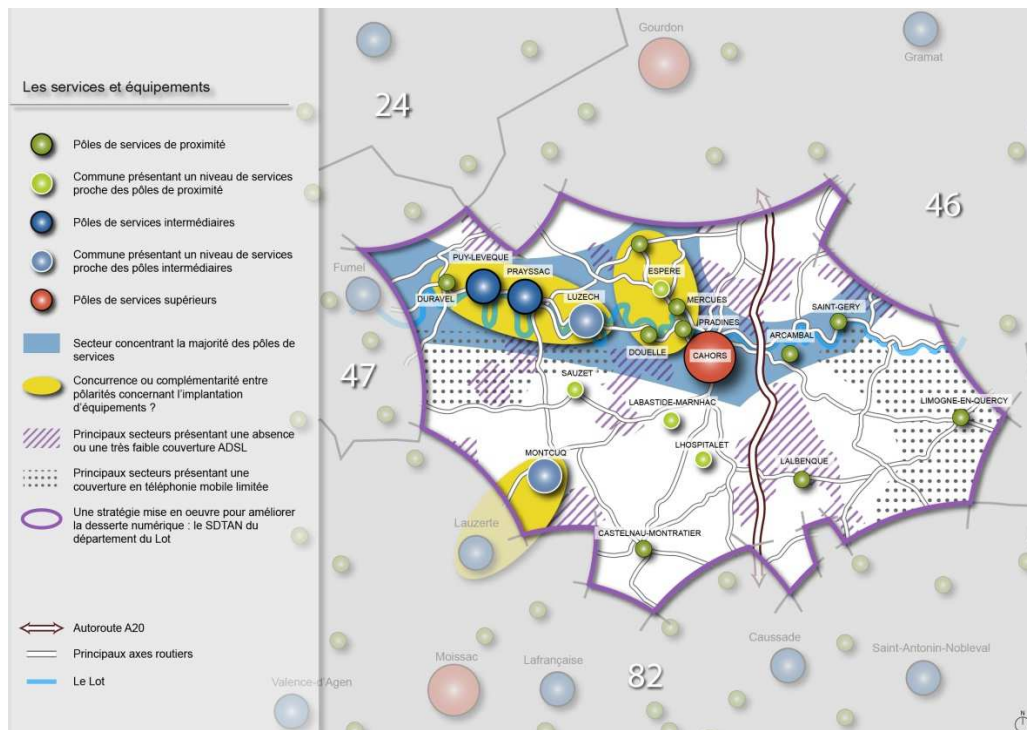 Les services et équipements
Pôles de services de proximité
Commune présentant un niveau de services
proche des pôles de proximité
Pôles de services intermédiaires
Commune présentant un niveau de services
proche des pôles intermédiaires
Pôles de services supérieurs
Secteur concentrant la majorité des pôles de
services
Concurrence ou complémentarité entre
pôlarités concernant l'implantation
d'équipements ?
Principaux secteurs présentant une absence
ou une très faible couverture ADSL
Principaux secteurs présentant une
couverture en téléphonie mobile limitée
Une stratégie mise en oeuvre pour améliorer
la desserte numérique : le SDTAN du
département du Lot
Autoroute A20
Principaux axes routiers
Le Lot
Gourdon
Gramat
24
46
Fumel
PUY-LEVEQUE
PRAYSSAC
DURAVEL
LUZECH
ESPERE
MERCUES
PRADINES
DOUELLE
CAHORS
SAINT-GERY
ARCAMBAL
47
SAUZET
LABASTIDE-MARNHAC
LIMOGNE-EN-QUERCY
MONTCUQ
LHOSPITALET
LALBENQUE
Lauzerte
CASTELNAU-MONTRATIER
Caussade
Saint-Antonin-Nobleval
Moissac
Lafrançaise
82
Valence-d'Agen
N